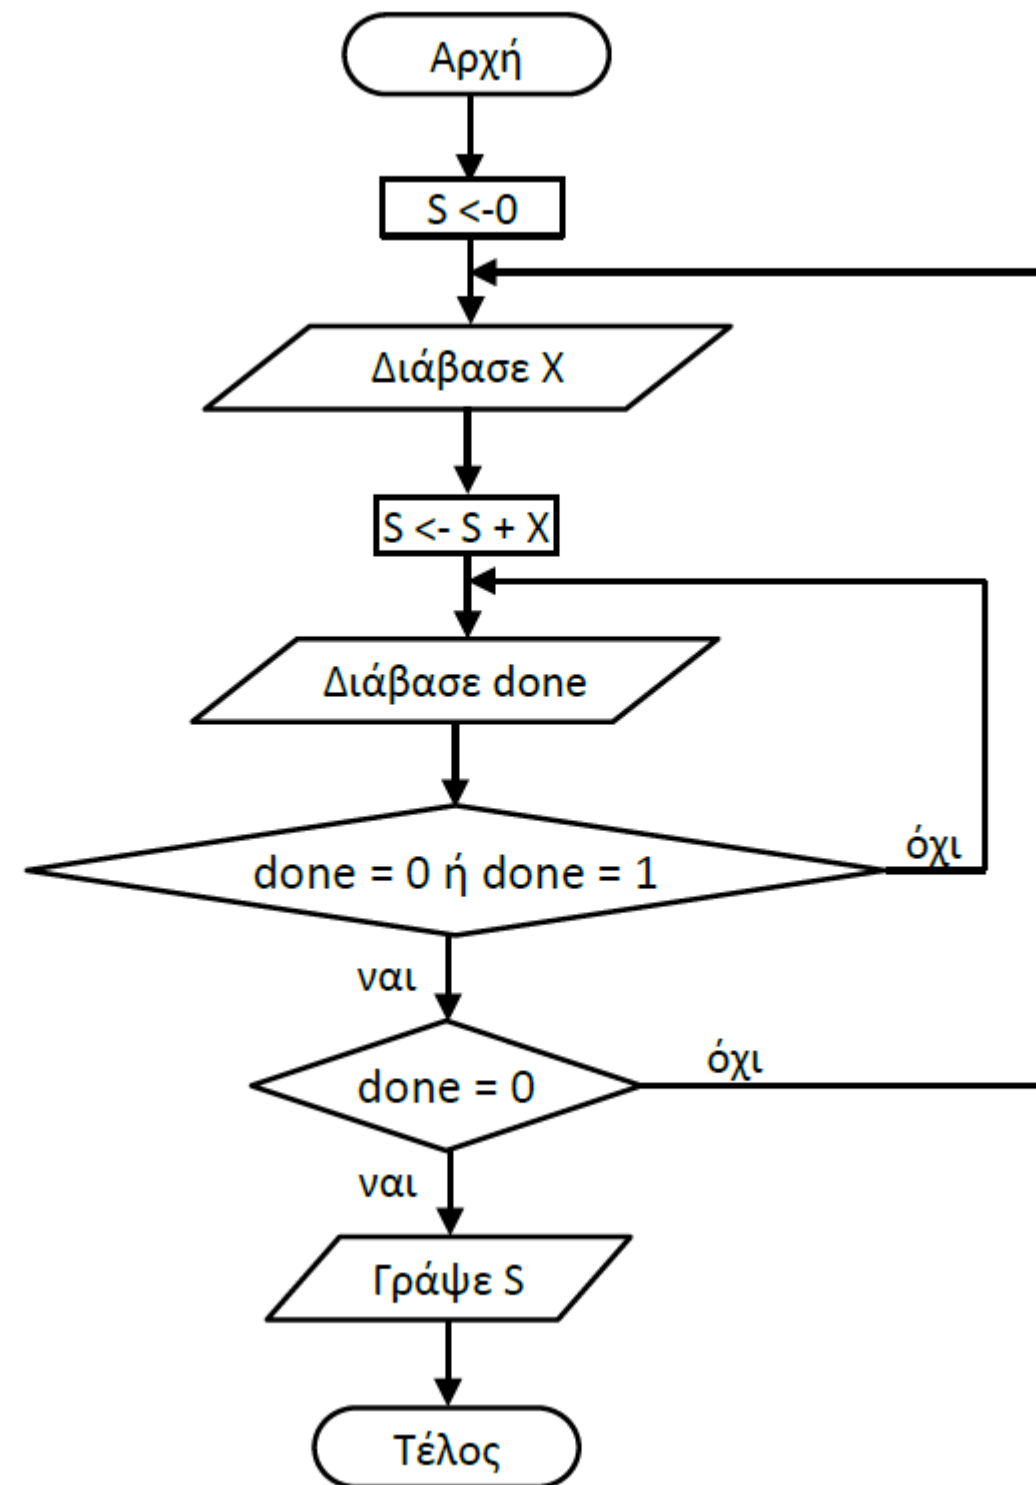 Αρχή
S <-0
Διάβασε X
S <- S + X
Διάβασε done
done = 0 ή done = 1
όχι
ναι
done = 0
όχι
ναι
Γράψε S
Τέλος